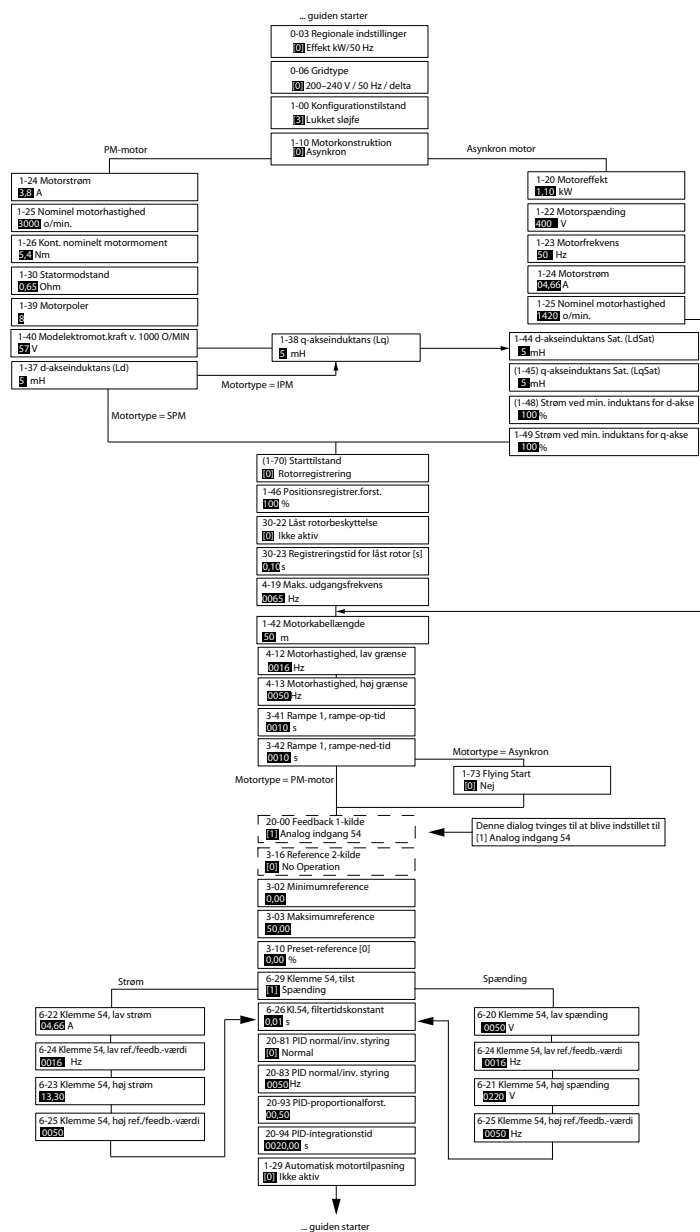 ... guiden starter
0-03 Regionale indstillinger
[0] Effekt kW/50 Hz
0-06 Gridtype
[0] 200–240 V / 50 Hz / delta
1-00 Konfigurationstilstand
[3] Lukket sløjfe
1-10 Motorkonstruktion
[0] Asynkron
PM-motor
Asynkron motor
1-24 Motorstrøm
3,8 A
1-25 Nominel motorhastighed
3000 o/min.
1-26 Kont. nominelt motormoment
5,4 Nm
1-30 Statormodstand
0,65 Ohm
1-39 Motorpoler
8
1-40 Modelektromot.kraft v. 1000 O/MIN
57 V
1-37 d-akseinduktans (Ld)
5 mH
1-38 q-akseinduktans (Lq)
5 mH
Motortype = IPM
Motortype = SPM
1-20 Motoreffekt
1,10 kW
1-22 Motorspænding
400 V
1-23 Motorfrekvens
50 Hz
1-24 Motorstrøm
04,66 A
1-25 Nominel motorhastighed
1420 o/min.
1-44 d-akseinduktans Sat. (LdSat)
5 mH
(1-45) q-akseinduktans Sat. (LqSat)
5 mH
(1-48) Strøm ved min. induktans for d-akse
100 %
1-49 Strøm ved min. induktans for q-akse
100 %
(1-70) Starttilstand
[0] Rotorregistrering
1-46 Positionsregistrer.forst.
100 %
30-22 Låst rotorbeskyttelse
[0] Ikke aktiv
30-23 Registreringstid for låst rotor [s]
0,10 s
4-19 Maks. udgangsfrekvens
0065 Hz
1-42 Motorkabellængde
50 m
4-12 Motorhastighed, lav grænse
0016 Hz
4-13 Motorhastighed, høj grænse
0050 Hz
3-41 Rampe 1, rampe-op-tid
0010 s
3-42 Rampe 1, rampe-ned-tid
0010 s
Motortype = Asynkron
Motortype = PM-motor
1-73 Flying Start
[0] Nej
20-00 Feedback 1-kilde
[1] Analog indgang 54
Denne dialog tvinges til at blive indstillet til
[1] Analog indgang 54
3-16 Reference 2-kilde
[0] No Operation
3-02 Minimumreference
0,00
3-03 Maksimumreference
50,00
3-10 Preset-reference [0]
0,00 %
Strøm
6-29 Klemme 54, tilst
[1] Spænding
Spænding
6-22 Klemme 54, lav strøm
04,66 A
6-24 Klemme 54, lav ref./feedb.-værdi
0016 Hz
6-23 Klemme 54, høj strøm
13,30
6-25 Klemme 54, høj ref./feedb.-værdi
0050
6-26 Kl.54, filtertidskonstant
0,01 s
20-81 PID normal/inv. styring
[0] Normal
20-83 PID normal/inv. styring
0050 Hz
20-93 PID-proportionalforst.
00,50
20-94 PID-integrationstid
0020,00 s
1-29 Automatisk motortilpasning
[0] Ikke aktiv
6-20 Klemme 54, lav spænding
0050 V
6-24 Klemme 54, lav ref./feedb.-værdi
0016 Hz
6-21 Klemme 54, høj spænding
0220 V
6-25 Klemme 54, høj ref./feedb.-værdi
0050 Hz
... guiden starter